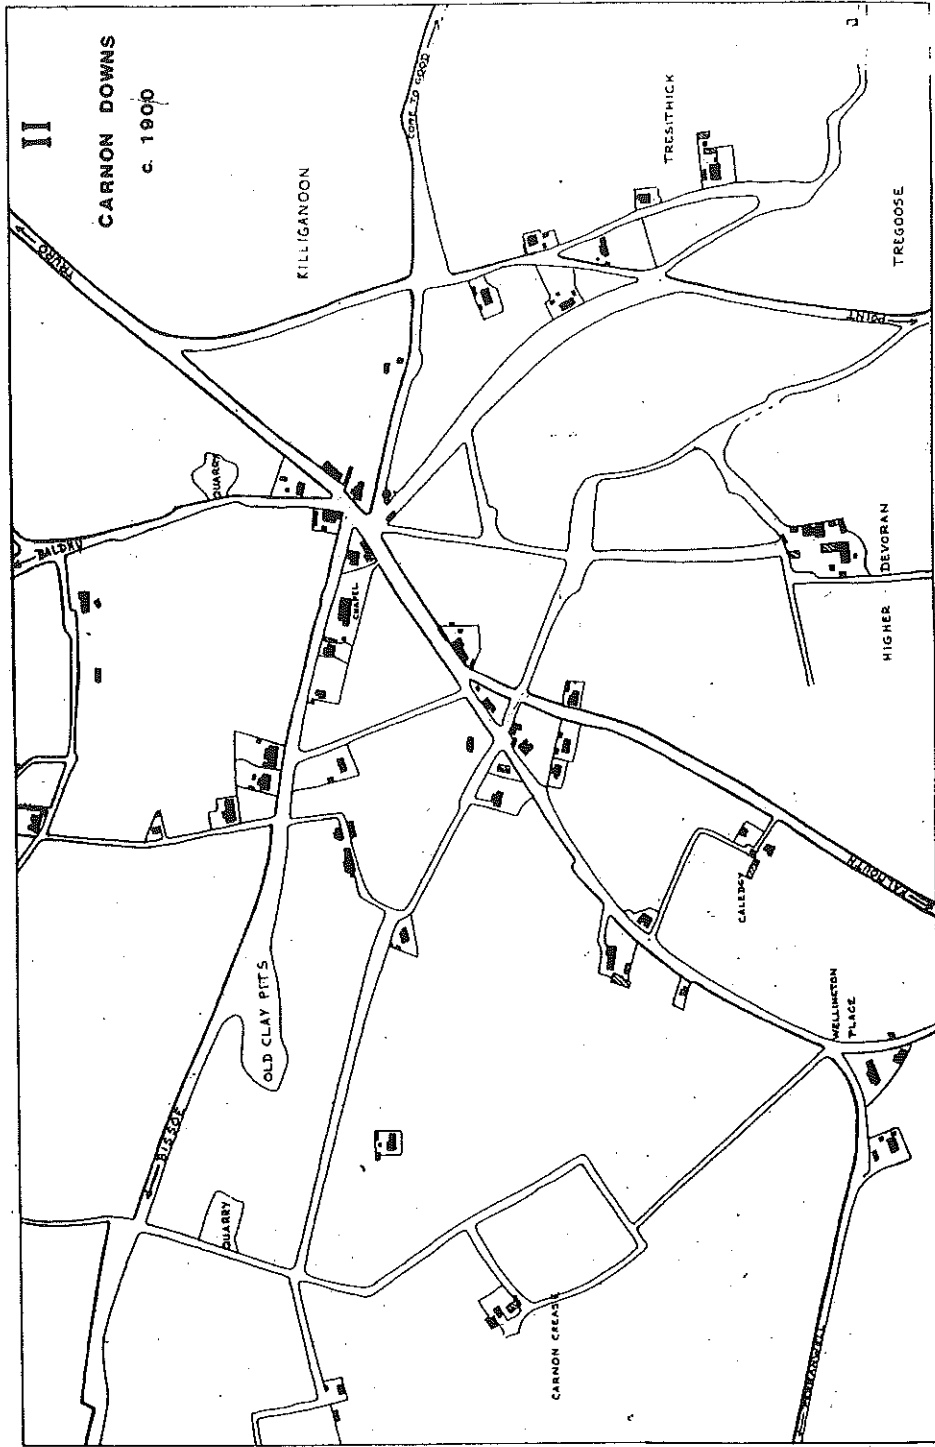 II
CARNON DOWNS
c. 1900
TRURO
COME TO GOOD
KILLIGANOON
TRESITHICK
TREGOOSE
POINT
QUARRY
BALDHU
CHAPEL
HIGHER DEVORAN
FALMOUTH
CALEDGY
WELLINGTON
PLACE
OLD CLAY PITS
BISSOE
QUARRY
CARNON CREASE
PERRANWELL